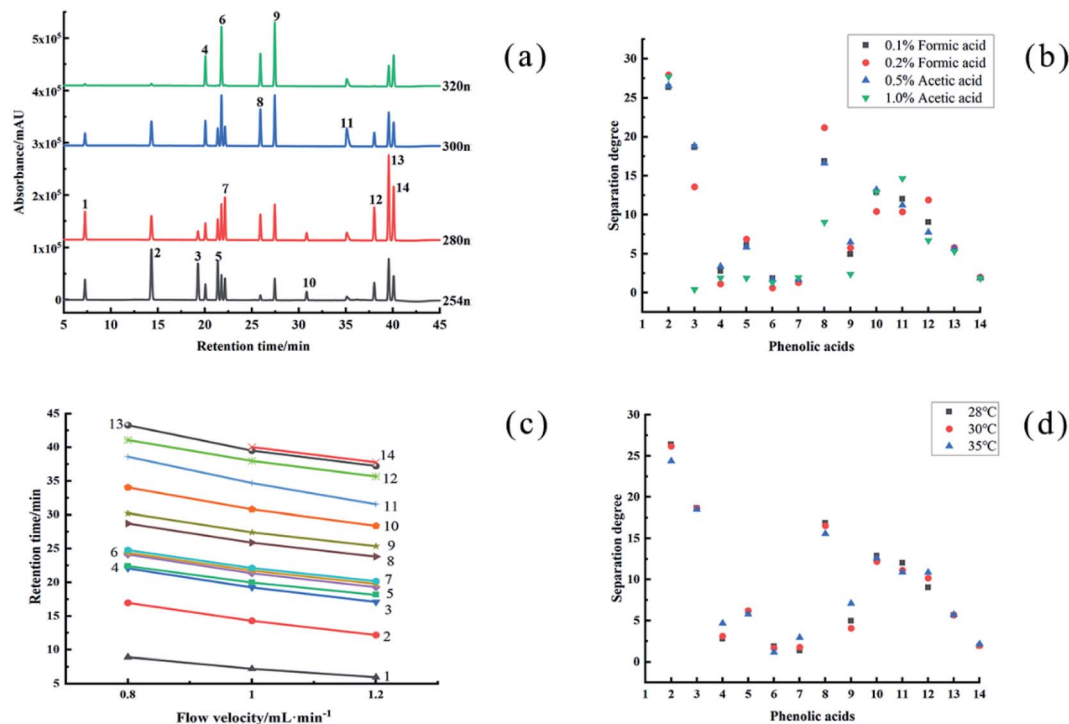 (a)
9
6
5x10⁵
4
320n
4x10⁵
8
11
3x10⁵
300n
13
2x10⁵
14
7
12
1
1x10⁵
280n
2
3
5
10
0
254n
5 10 15 20 25 30 35 40 45
Retention time/min
Absorbance/mAU
(b)
0.1% Formic acid
0.2% Formic acid
0.5% Acetic acid
1.0% Acetic acid
30
25
20
15
10
5
0
1 2 3 4 5 6 7 8 9 10 11 12 13 14
Phenolic acids
Separation degree
(c)
45
40
35
30
25
20
15
10
5
13
14
12
11
10
9
8
6
7
4
5
3
2
1
0.8 1 1.2
Flow velocity/mL·min⁻¹
Retention time/min
(d)
28℃
30℃
35℃
30
25
20
15
10
5
0
1 2 3 4 5 6 7 8 9 10 11 12 13 14
Phenolic acids
Separation degree